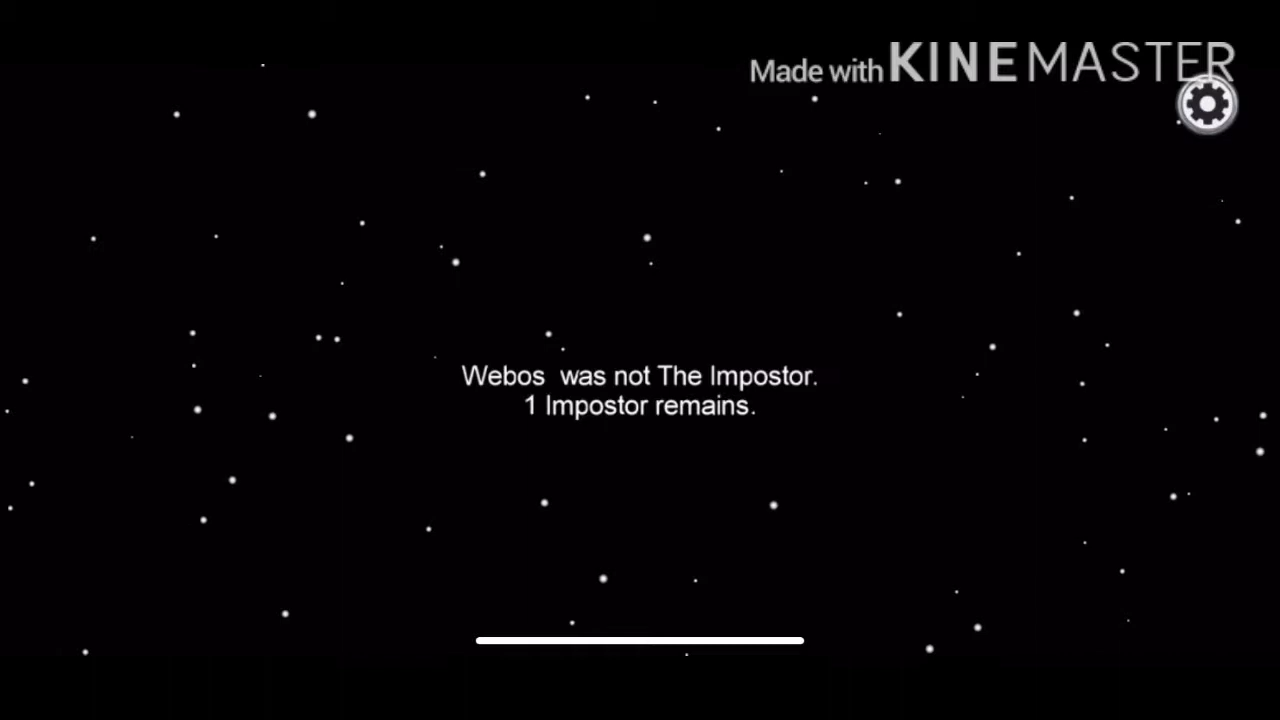 Made with KINEMASTER
Webos  was not The Impostor.
1 Impostor remains.